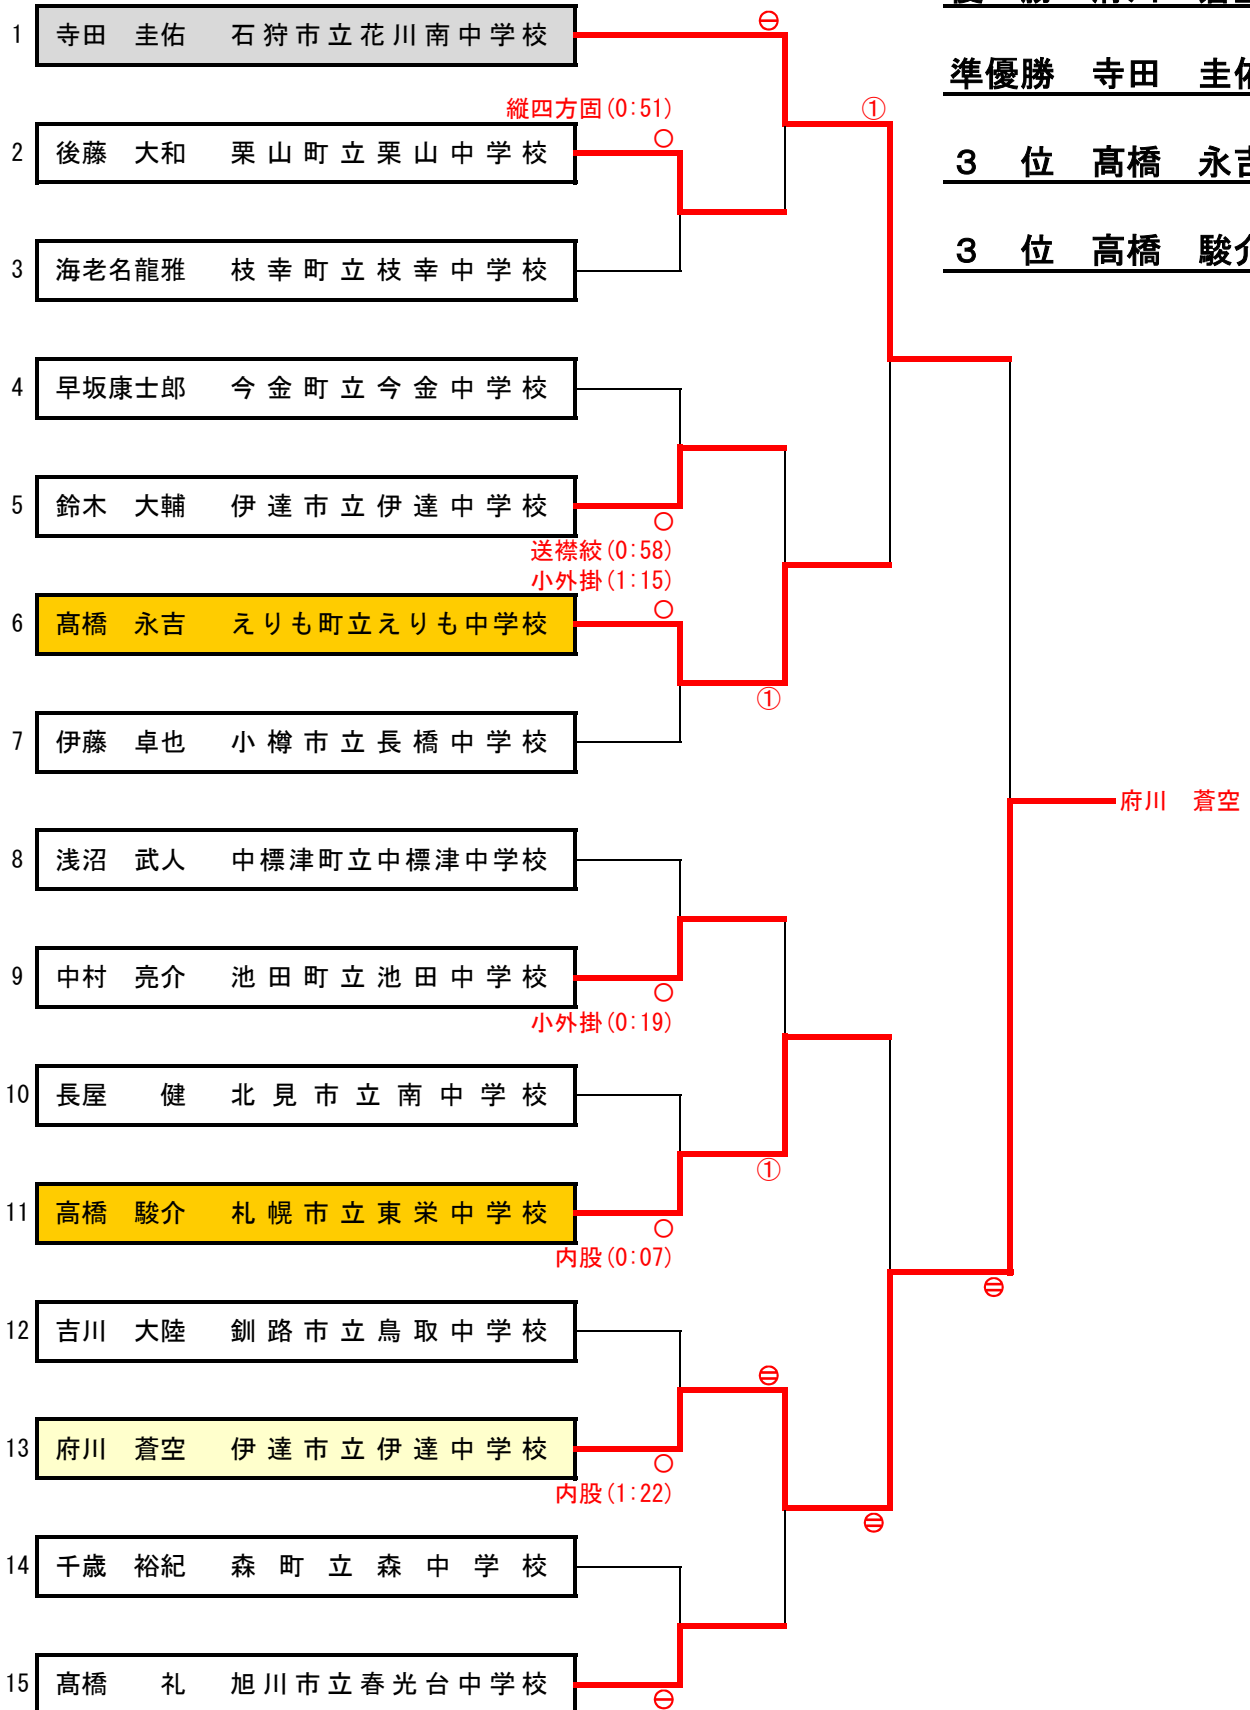 1 寺田 圭佑 石狩市立花川南中学校
準優勝 寺田 圭佑
縦四方固(0:51)
①
2 後藤 大和 栗山町立栗山中学校
○
3 位 髙橋 永吉
3 位 高橋 駿介
3 海老名龍雅 枝幸町立枝幸中学校
4 早坂康士郎 今金町立今金中学校
5 鈴木 大輔 伊達市立伊達中学校
○
送襟絞(0:58)
小外掛(1:15)
○
6 髙橋 永吉 えりも町立えりも中学校
①
7 伊藤 卓也 小樽市立長橋中学校
府川 蒼空
8 浅沼 武人 中標津町立中標津中学校
9 中村 亮介 池田町立池田中学校
○
小外掛(0:19)
10 長屋 健 北見市立南中学校
①
11 高橋 駿介 札幌市立東栄中学校
○
内股(0:07)
12 吉川 大陸 釧路市立鳥取中学校
13 府川 蒼空 伊達市立伊達中学校
○
内股(1:22)
14 千歳 裕紀 森町立森中学校
15 髙橋 礼 旭川市立春光台中学校